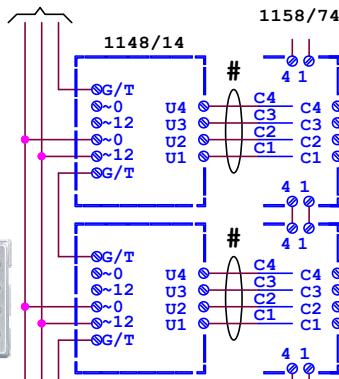 1158/74
1148/14
#
4 1
G/T
~0
~12
~0
~12
G/T
U4 C4 C4
U3 C3 C3
U2 C2 C2
U1 C1 C1
4 1
#
4 1
G/T
~0
~12
~0
~12
G/T
U4 C4 C4
U3 C3 C3
U2 C2 C2
U1 C1 C1
4 1